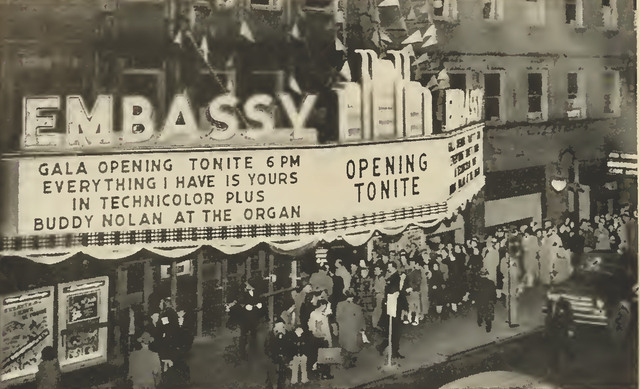 EMBASSY
GALA OPENING TONITE 6 PM
EVERYTHING I HAVE IS YOURS
IN TECHNICOLOR PLUS
BUDDY NOLAN AT THE ORGAN
OPENING
TONITE